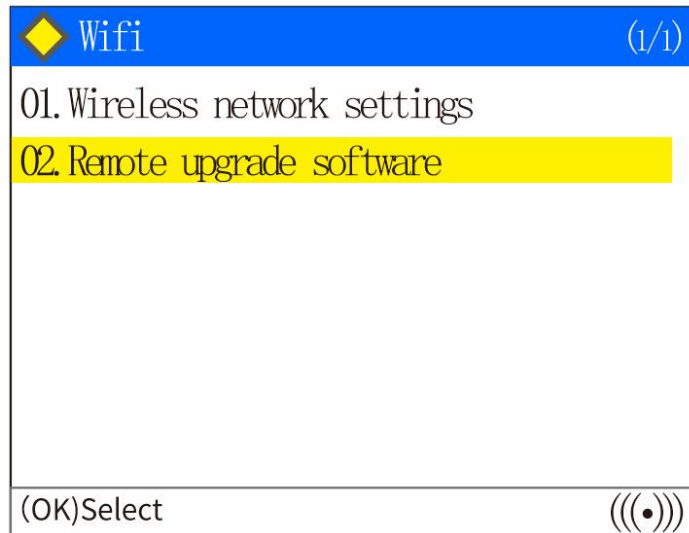 Wifi (1/1)
01.Wireless network settings
02.Remote upgrade software
(OK)Select